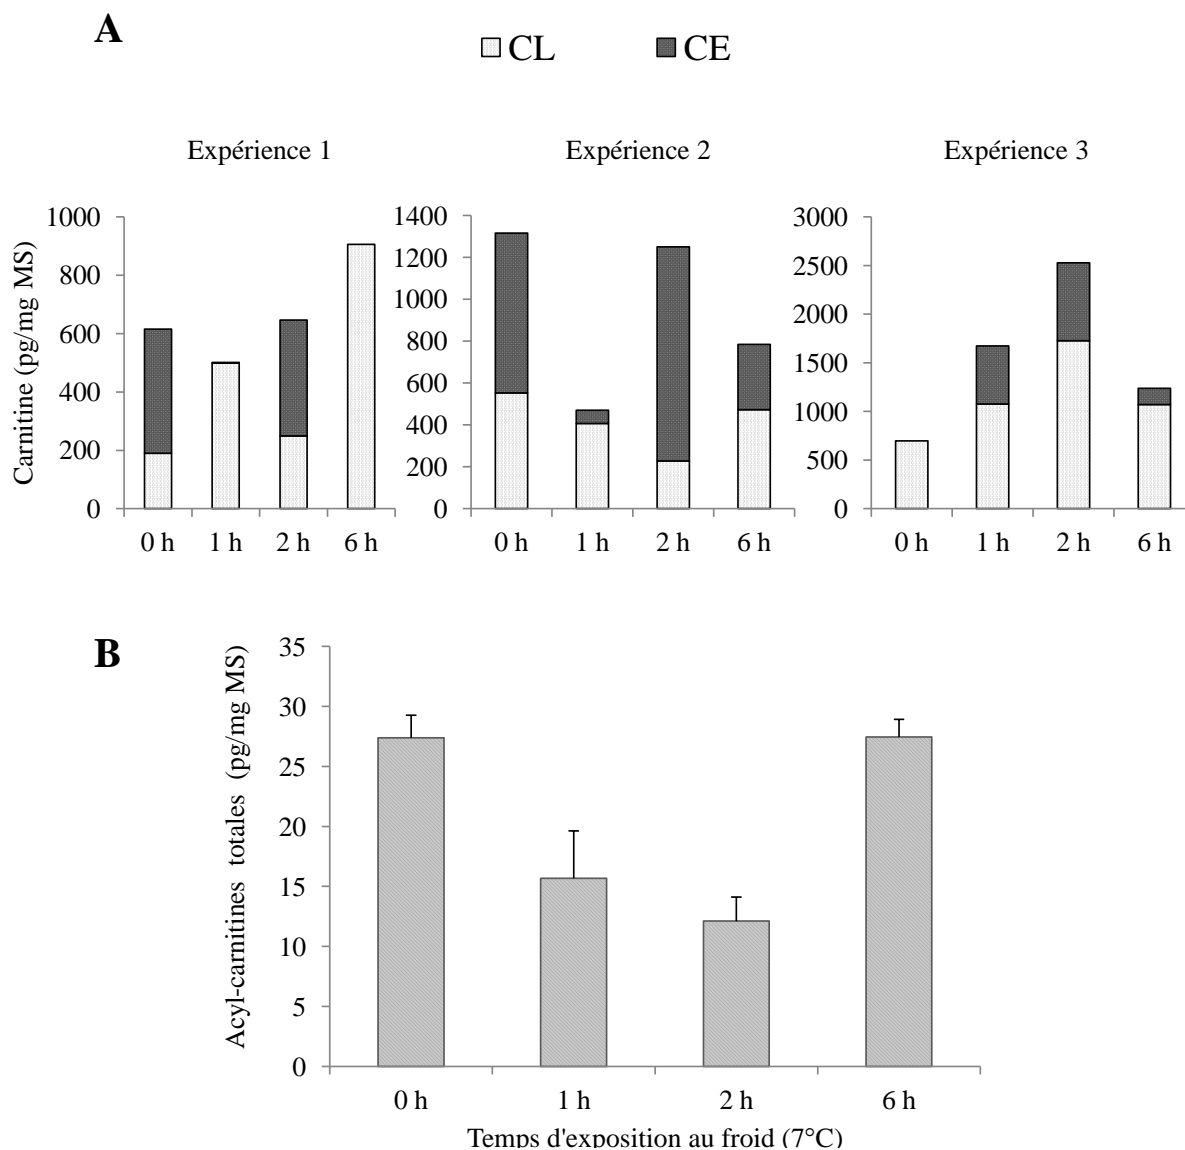 A
CL CE
Expérience 1 Expérience 2 Expérience 3
Carnitine (pg/mg MS)
1000
800
600
400
200
0
0 h 1 h 2 h 6 h
1400
1200
1000
800
600
400
200
0
0 h 1 h 2 h 6 h
3000
2500
2000
1500
1000
500
0
0 h 1 h 2 h 6 h
B
Acyl-carnitines totales (pg/mg MS)
35
30
25
20
15
10
5
0
0 h 1 h 2 h 6 h
Temps d'exposition au froid (7°C)